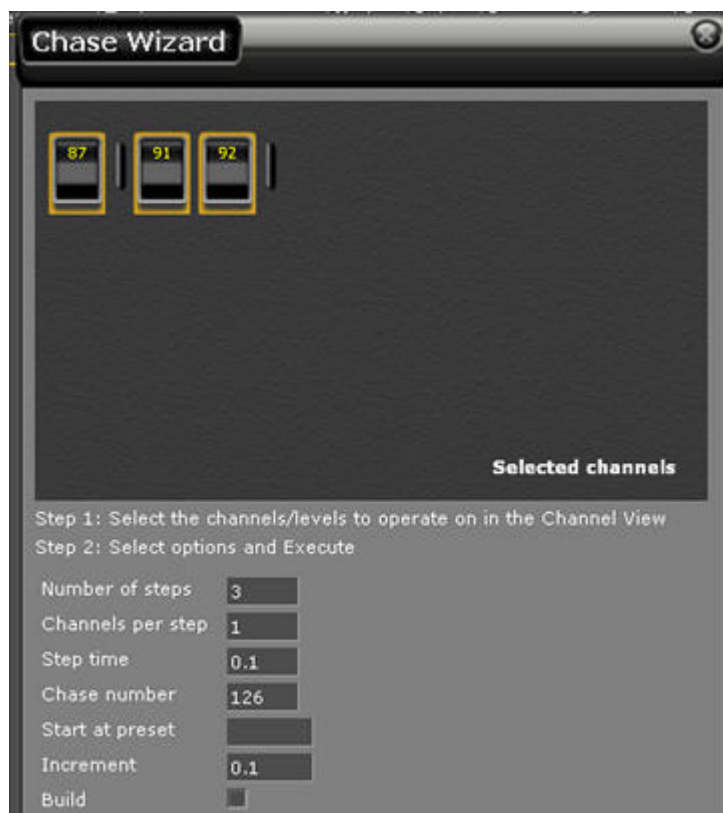 Chase Wizard
87 91 92
Selected channels
Step 1: Select the channels/levels to operate on in the Channel View
Step 2: Select options and Execute
Number of steps 3
Channels per step 1
Step time 0.1
Chase number 126
Start at preset
Increment 0.1
Build